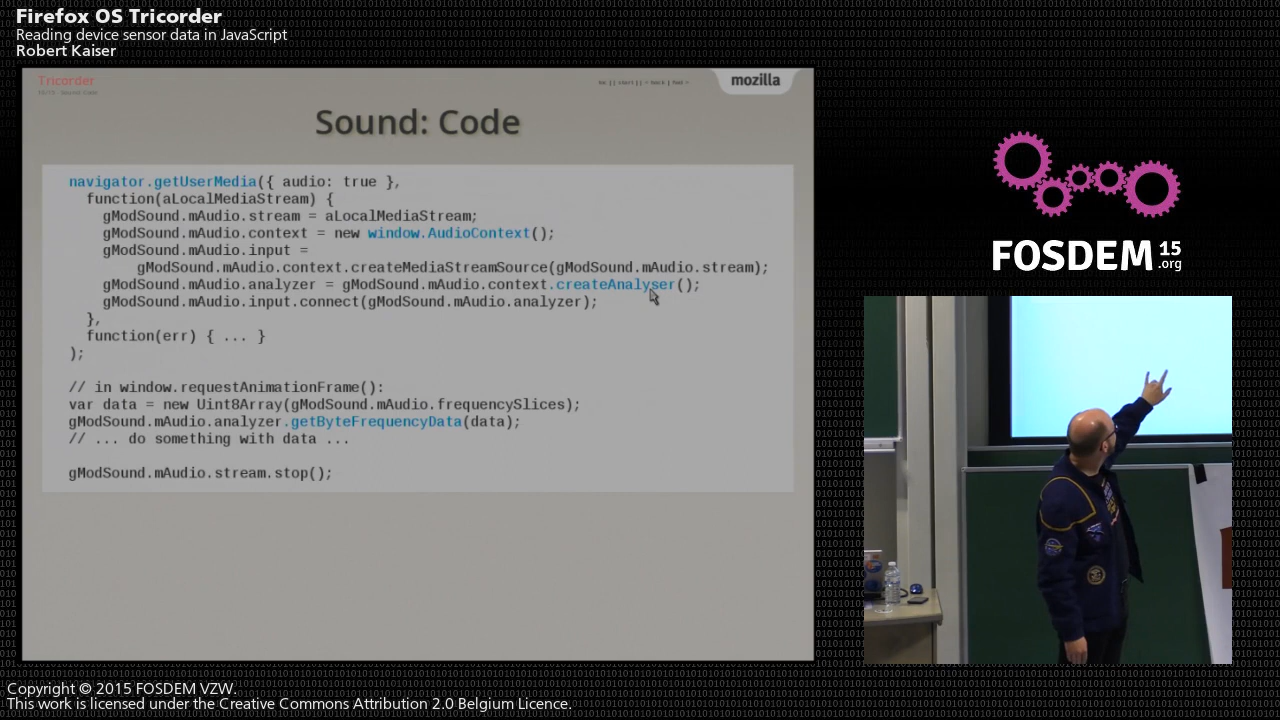 Firefox OS Tricorder
Reading device sensor data in JavaScript
Robert Kaiser
Tricorder
mozilla
Sound: Code
navigator.getUserMedia({ audio: true },
function(aLocalMediaStream) {
gModSound.mAudio.stream = aLocalMediaStream;
gModSound.mAudio.context = new window.AudioContext();
gModSound.mAudio.input =
gModSound.mAudio.context.createMediaStreamSource(gModSound.mAudio.stream);
gModSound.mAudio.analyzer = gModSound.mAudio.context.createAnalyser();
gModSound.mAudio.input.connect(gModSound.mAudio.analyzer);
},
function(err) { ... }
);
// in window.requestAnimationFrame():
var data = new Uint8Array(gModSound.mAudio.frequencySlices);
gModSound.mAudio.analyzer.getByteFrequencyData(data);
// ... do something with data ...
gModSound.mAudio.stream.stop();
FOSDEM 15
.org
Copyright © 2015 FOSDEM VZW.
This work is licensed under the Creative Commons Attribution 2.0 Belgium Licence.